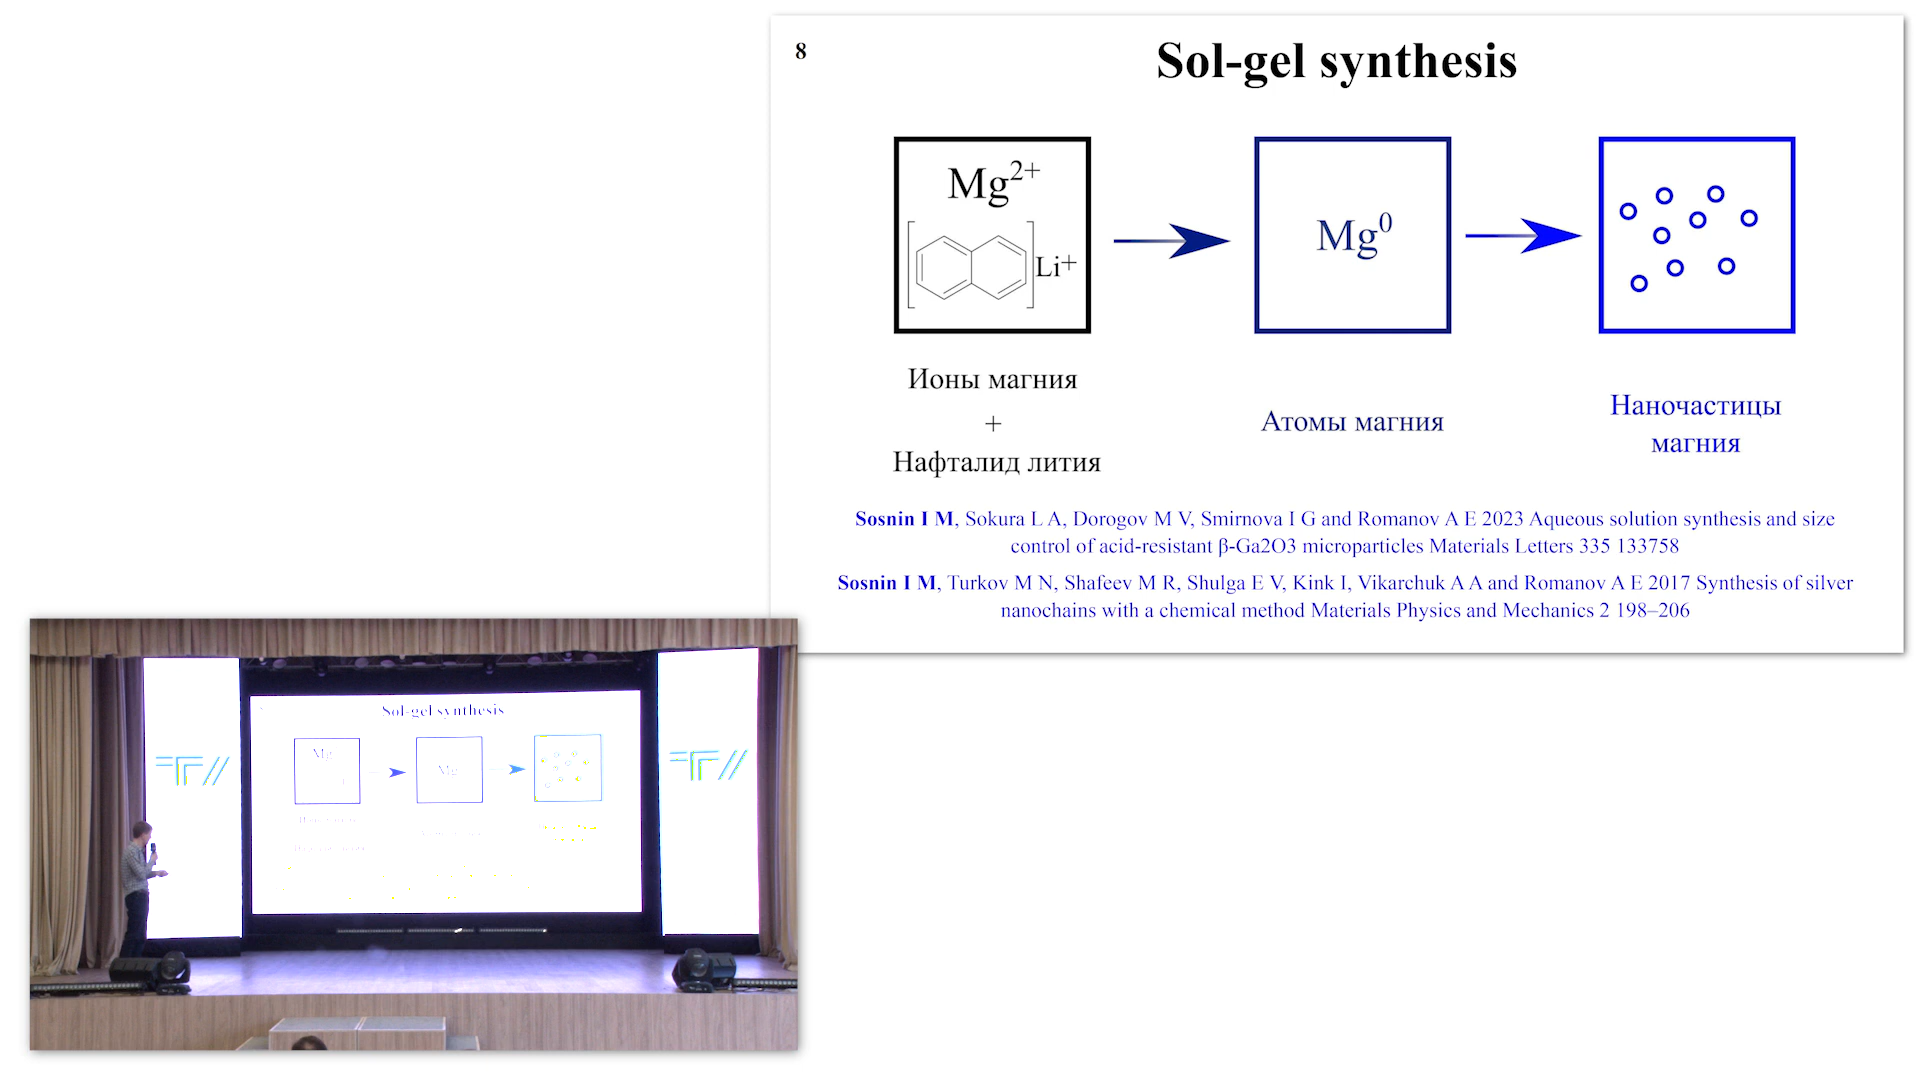 8
Sol-gel synthesis
Mg²⁺
Li⁺
Mg⁰
Ионы магния
+
Нафталид лития
Атомы магния
Наночастицы
магния
Sosnin I M, Sokura L A, Dorogov M V, Smirnova I G and Romanov A E 2023 Aqueous solution synthesis and size
control of acid-resistant β-Ga2O3 microparticles Materials Letters 335 133758
Sosnin I M, Turkov M N, Shafeev M R, Shulga E V, Kink I, Vikarchuk A A and Romanov A E 2017 Synthesis of silver
nanochains with a chemical method Materials Physics and Mechanics 2 198–206
Sol-gel synthesis
Mg
Mg